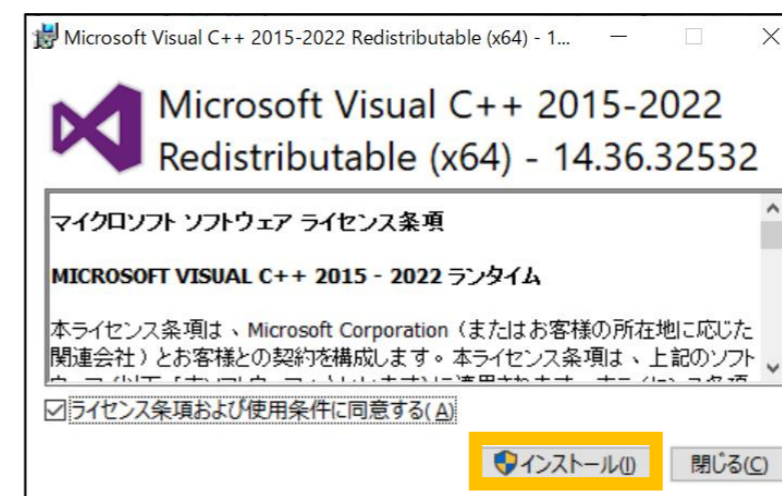 Microsoft Visual C++ 2015-2022 Redistributable (x64) - 1...
Microsoft Visual C++ 2015-2022
Redistributable (x64) - 14.36.32532
マイクロソフト ソフトウェア ライセンス条項
MICROSOFT VISUAL C++ 2015 - 2022 ランタイム
本ライセンス条項は、Microsoft Corporation（またはお客様の所在地に応じた
関連会社）とお客様との契約を構成します。本ライセンス条項は、上記のソフト
ライセンス条項および使用条件に同意する(A)
インストール(I)
閉じる(C)